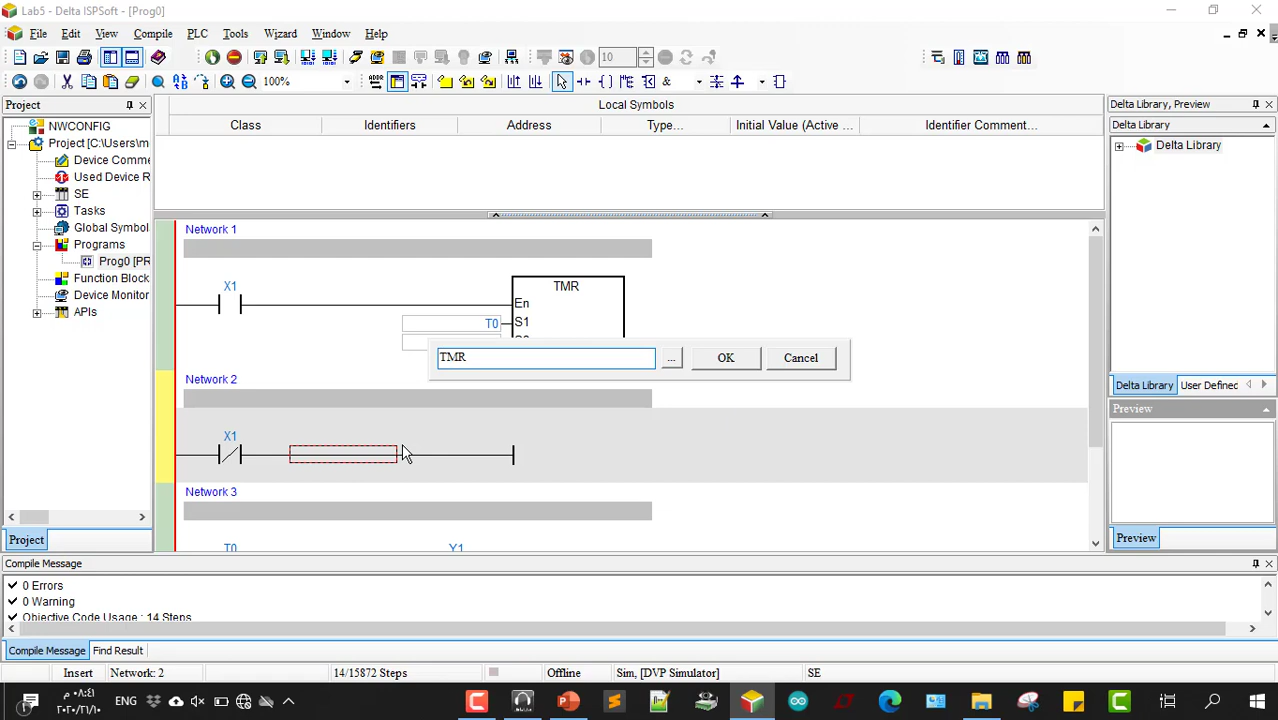 Lab5 - Delta ISPSoft - [Prog0]
File Edit View Compile PLC Tools Wizard Window Help
10
100%
&
Project
NWCONFIG
Project [C:\Users\m
Device Comme
Used Device R
SE
Tasks
Global Symbol
Programs
Prog0 [PR
Function Block
Device Monitor
APIs
Project
Local Symbols
Class Identifiers Address Type... Initial Value (Active ... Identifier Comment...
Network 1
X1
TMR
En
T0 S1
TMR ... OK Cancel
Network 2
X1
Network 3
T0 Y1
Delta Library, Preview
Delta Library
Delta Library
Delta Library User Defined
Preview
Preview
Compile Message
0 Errors
0 Warning
Objective Code Usage : 14 Steps
Compile Message Find Result
Insert Network: 2 14/15872 Steps Offline Sim, [DVP Simulator] SE
ENG